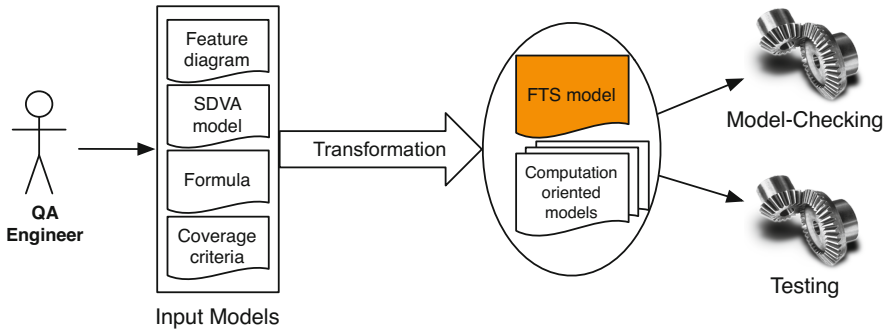 QA
Engineer
Feature
diagram
SDVA
model
Formula
Coverage
criteria
Input Models
Transformation
FTS model
Computation
oriented
models
Model-Checking
Testing